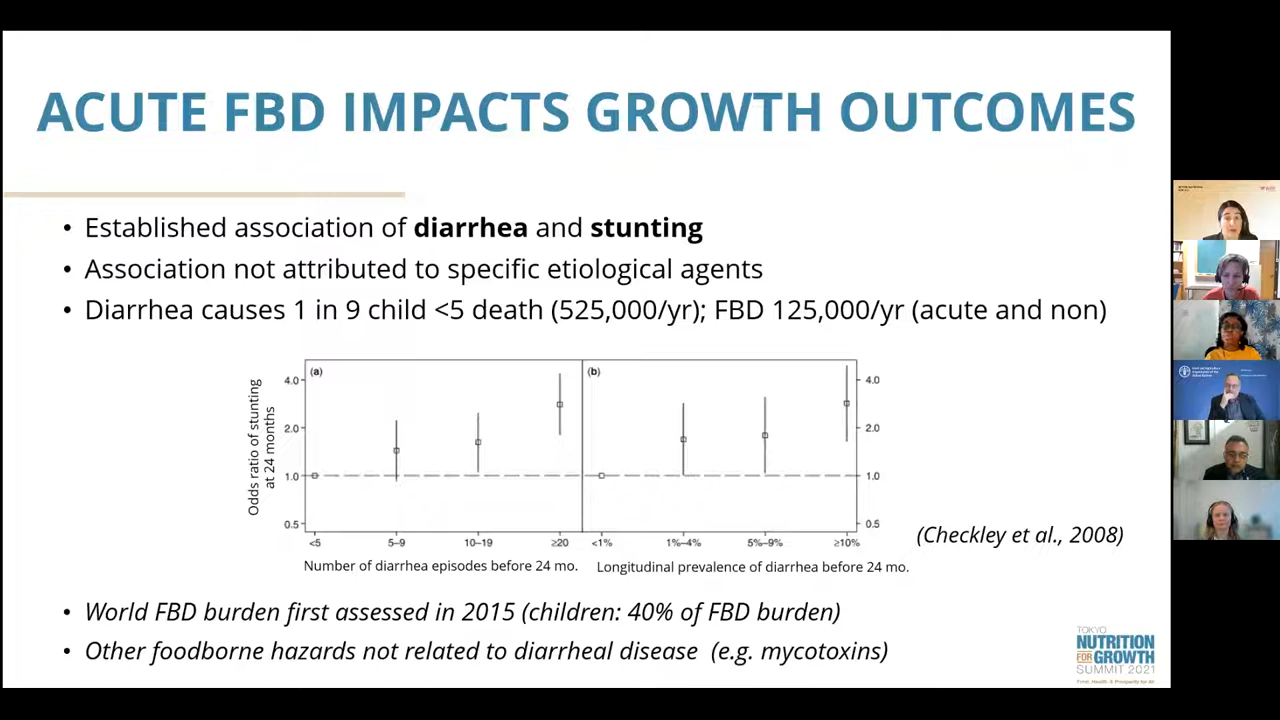 ACUTE FBD IMPACTS GROWTH OUTCOMES
• Established association of diarrhea and stunting
• Association not attributed to specific etiological agents
• Diarrhea causes 1 in 9 child <5 death (525,000/yr); FBD 125,000/yr (acute and non)
Odds ratio of stunting
at 24 months
(a)
4.0
2.0
1.0
0.5
<5
5–9
10–19
≥20
Number of diarrhea episodes before 24 mo.
(b)
4.0
2.0
1.0
0.5
<1%
1%–4%
5%–9%
≥10%
Longitudinal prevalence of diarrhea before 24 mo.
(Checkley et al., 2008)
• World FBD burden first assessed in 2015 (children: 40% of FBD burden)
• Other foodborne hazards not related to diarrheal disease (e.g. mycotoxins)
TOKYO
NUTRITION
FOR GROWTH
SUMMIT 2021
Food, Health & Prosperity for All